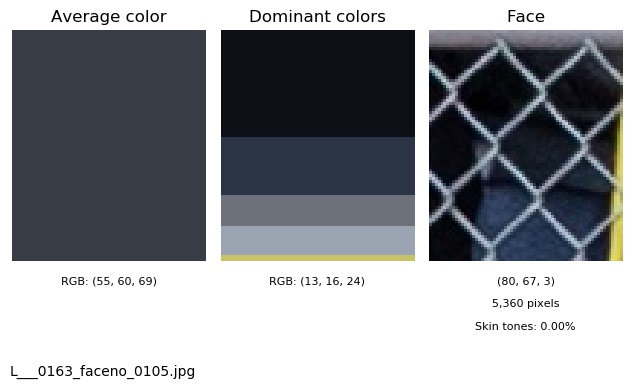 Average color
Dominant colors
Face
RGB: (55, 60, 69)
RGB: (13, 16, 24)
(80, 67, 3)
5,360 pixels
Skin tones: 0.00%
L___0163_faceno_0105.jpg